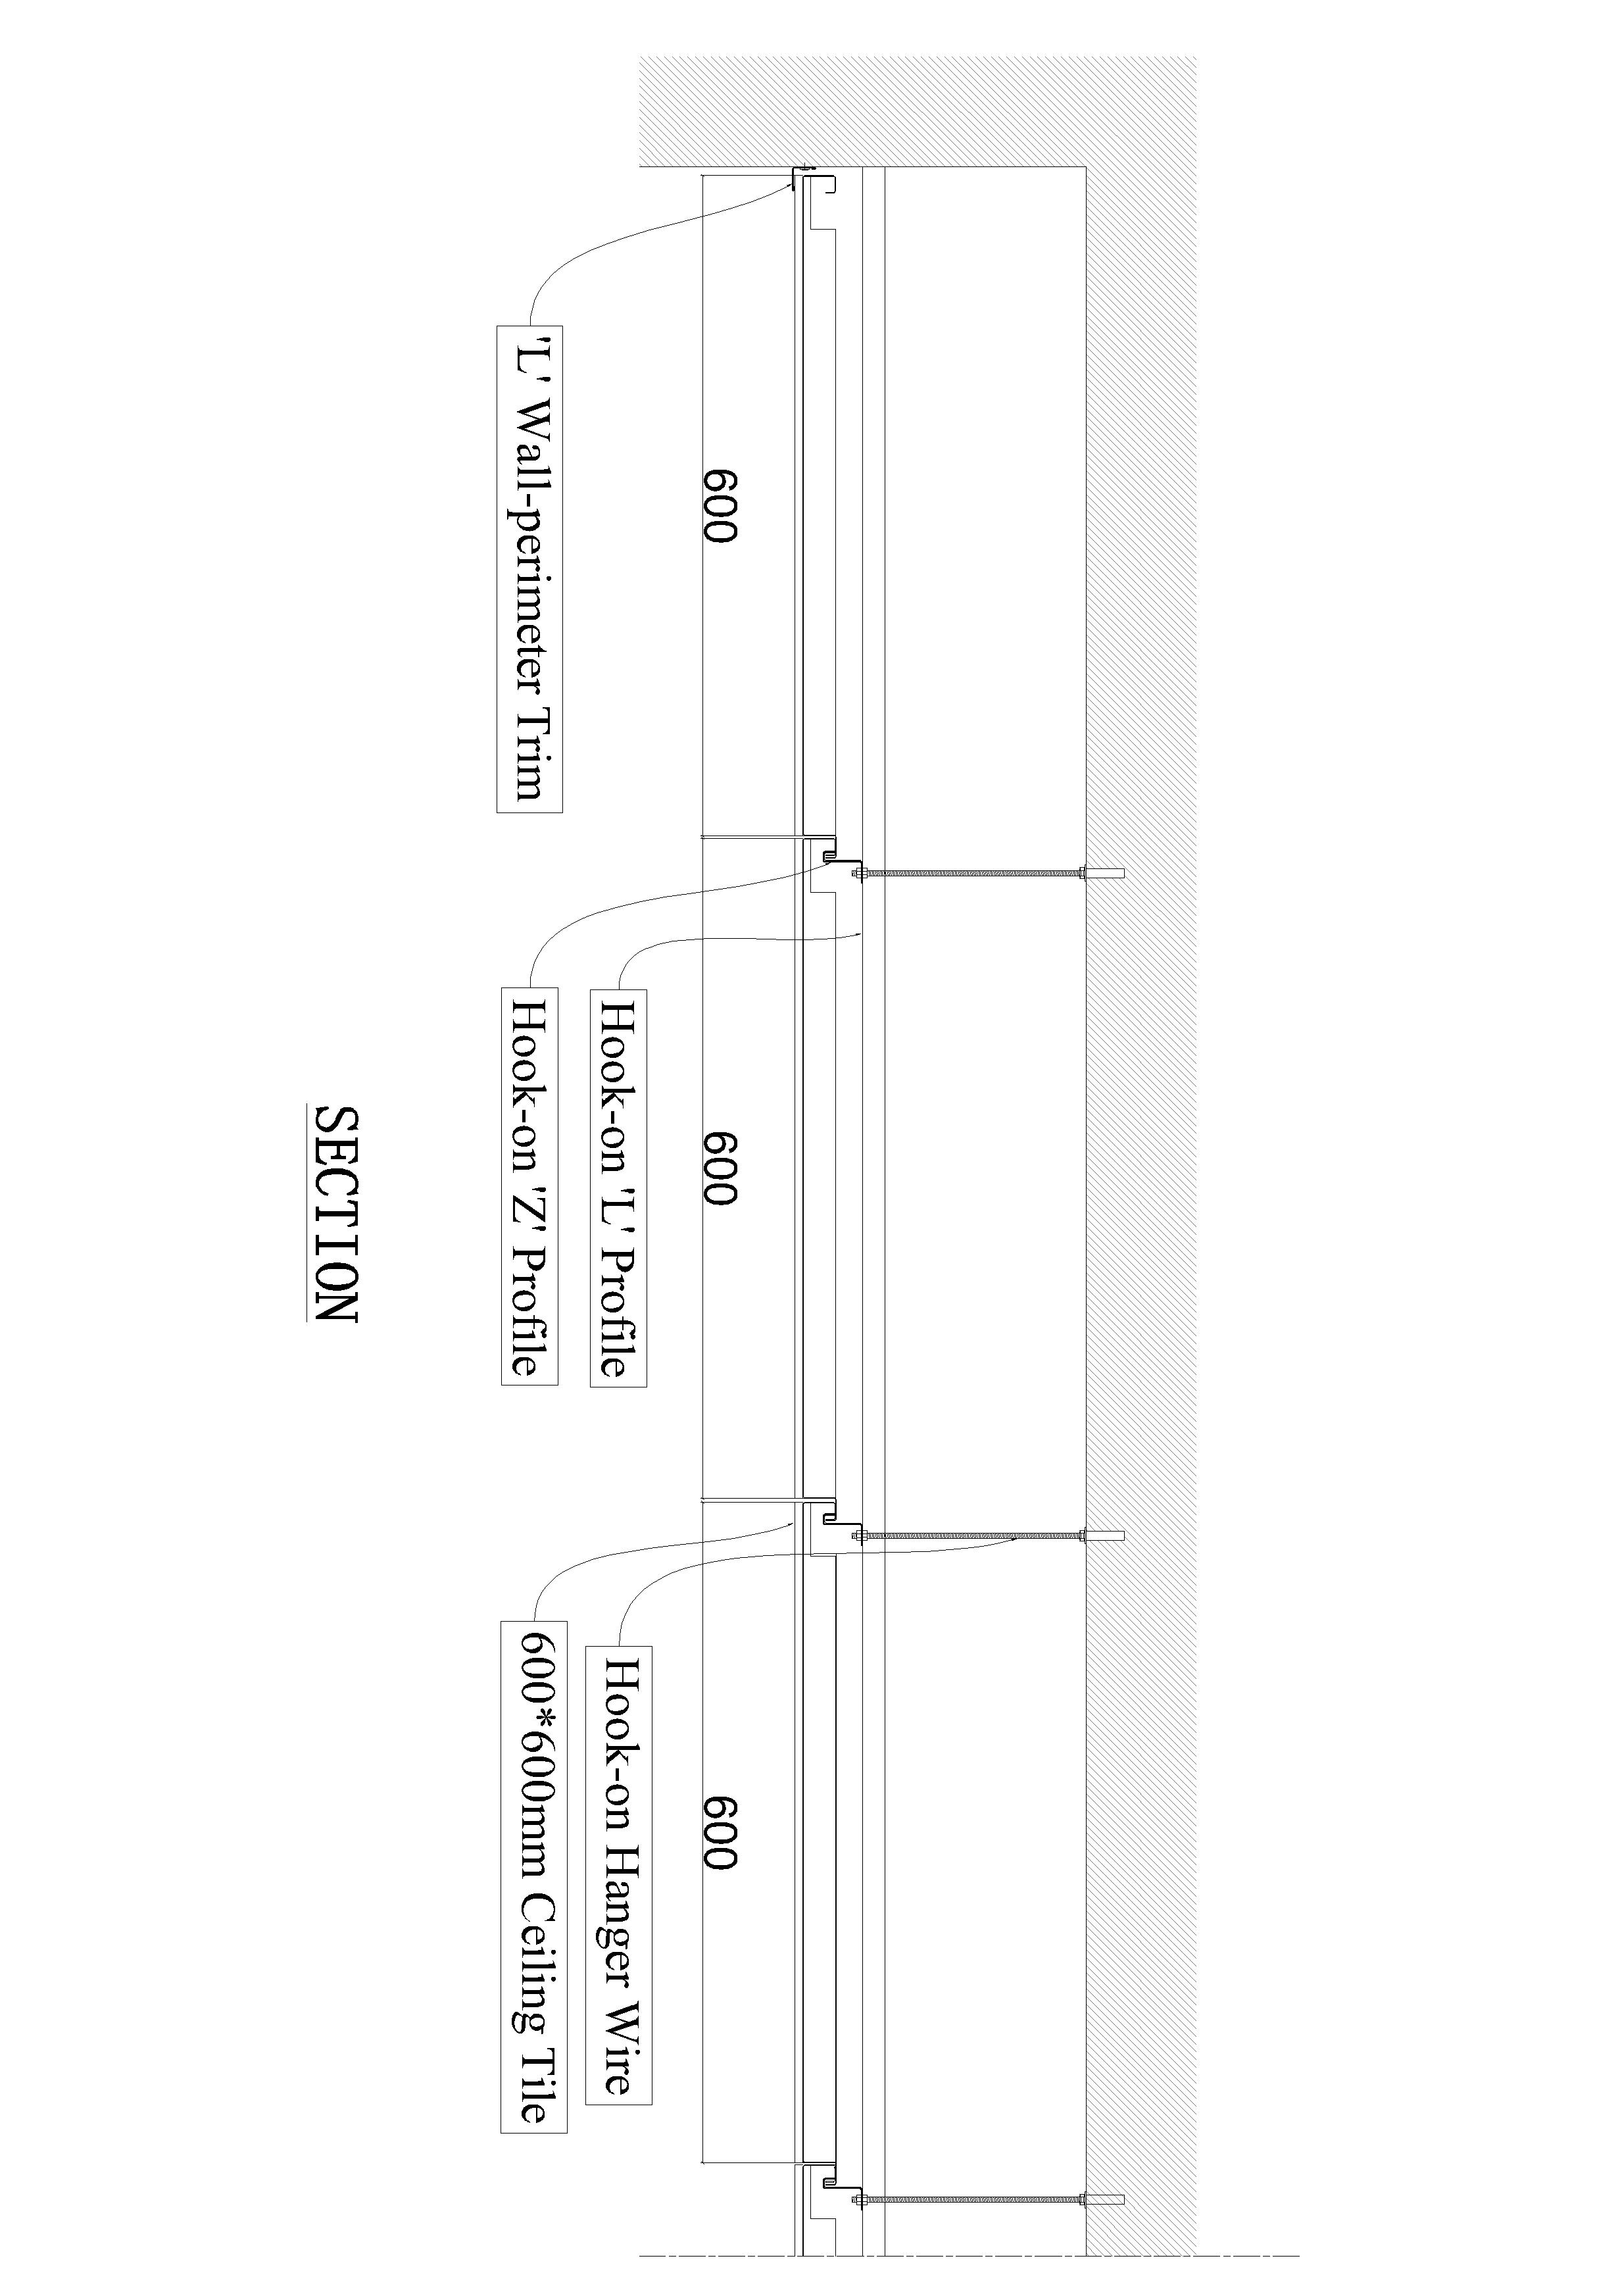 600
600
600
'L' Wall-perimeter Trim
Hook-on 'L' Profile
Hook-on 'Z' Profile
Hook-on Hanger Wire
600*600mm Ceiling Tile
SECTION